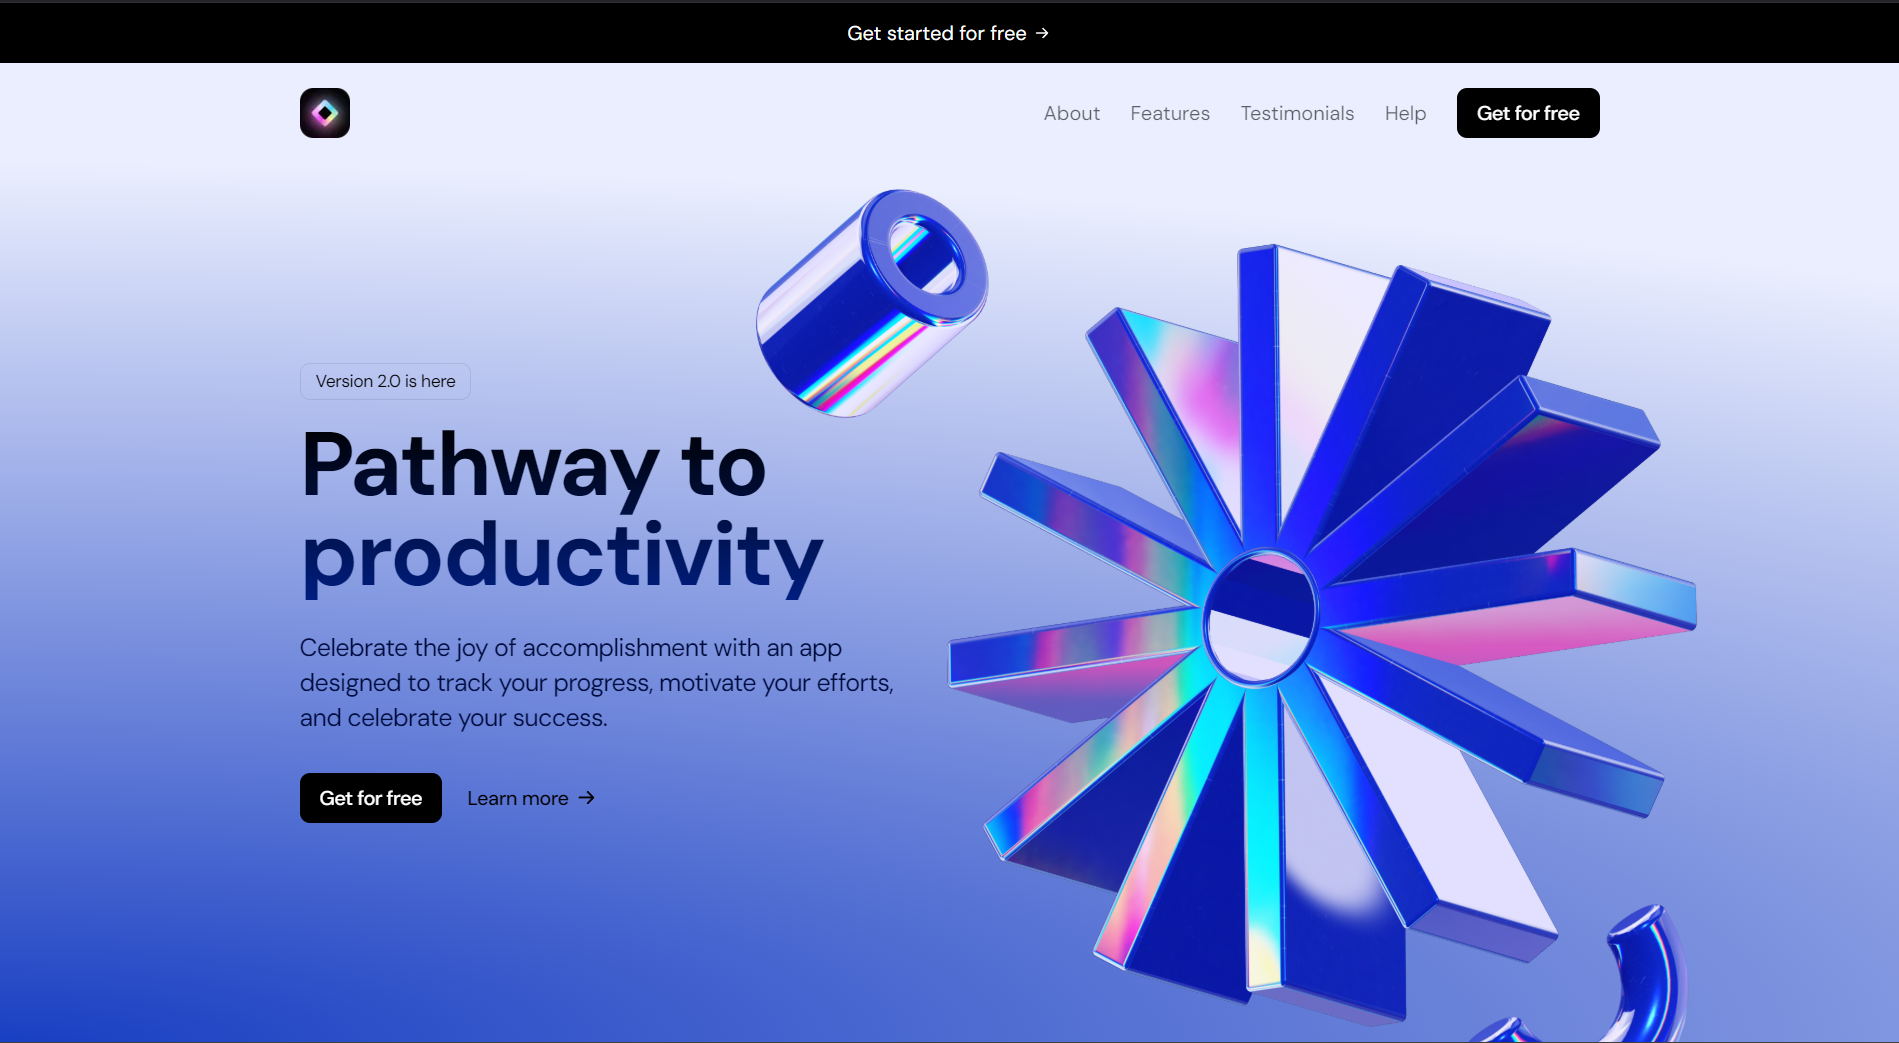 Get started for free →
About Features Testimonials Help Get for free
Version 2.0 is here
Pathway to
productivity
Celebrate the joy of accomplishment with an app
designed to track your progress, motivate your efforts,
and celebrate your success.
Get for free Learn more →